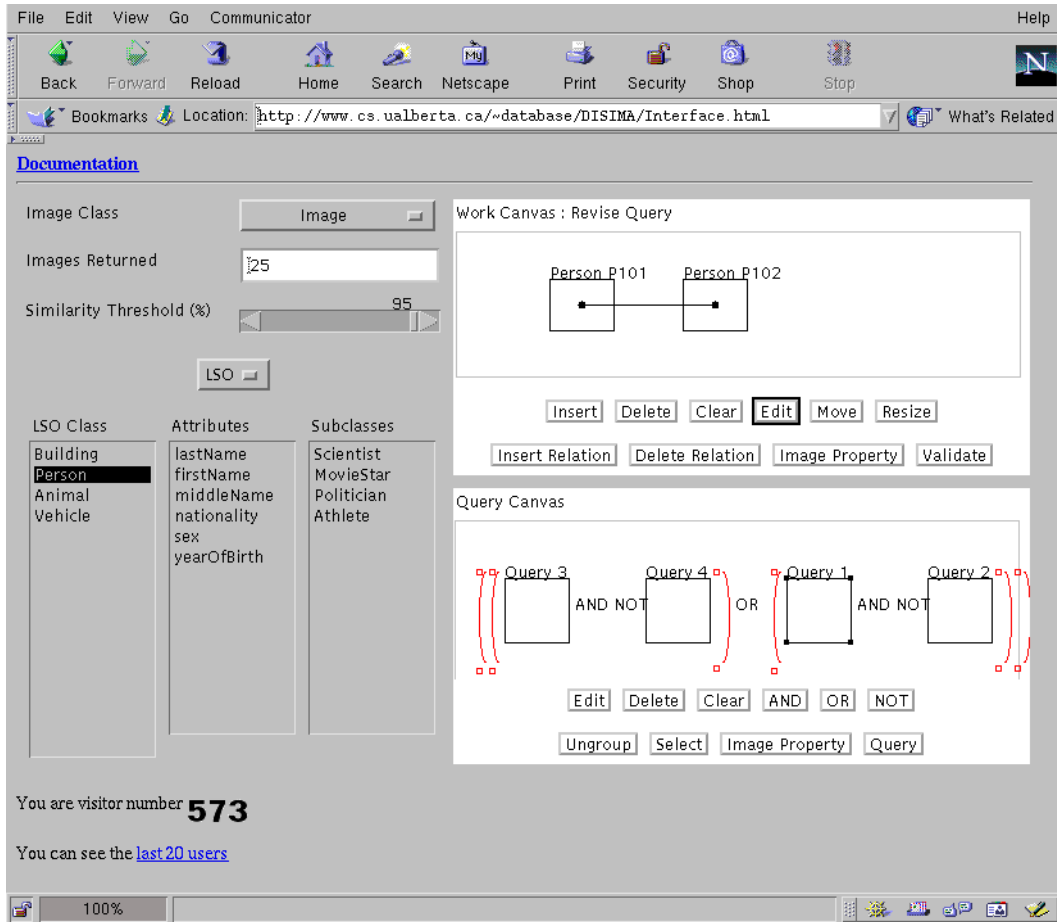 File Edit View Go Communicator Help
Back Forward Reload Home Search Netscape Print Security Shop Stop
My
N
Bookmarks Location: http://www.cs.ualberta.ca/~database/DISIMA/Interface.html What's Related
Documentation
Image Class Image
Images Returned 25
Similarity Threshold (%) 95
LSO
LSO Class Attributes Subclasses
Building lastName Scientist
Person firstName MovieStar
Animal middleName Politician
Vehicle nationality Athlete
sex
yearOfBirth
Work Canvas : Revise Query
Person P101 Person P102
Insert Delete Clear Edit Move Resize
Insert Relation Delete Relation Image Property Validate
Query Canvas
Query 3 Query 4 Query 1 Query 2
AND NOT OR AND NOT
Edit Delete Clear AND OR NOT
Ungroup Select Image Property Query
You are visitor number 573
You can see the last 20 users
100%